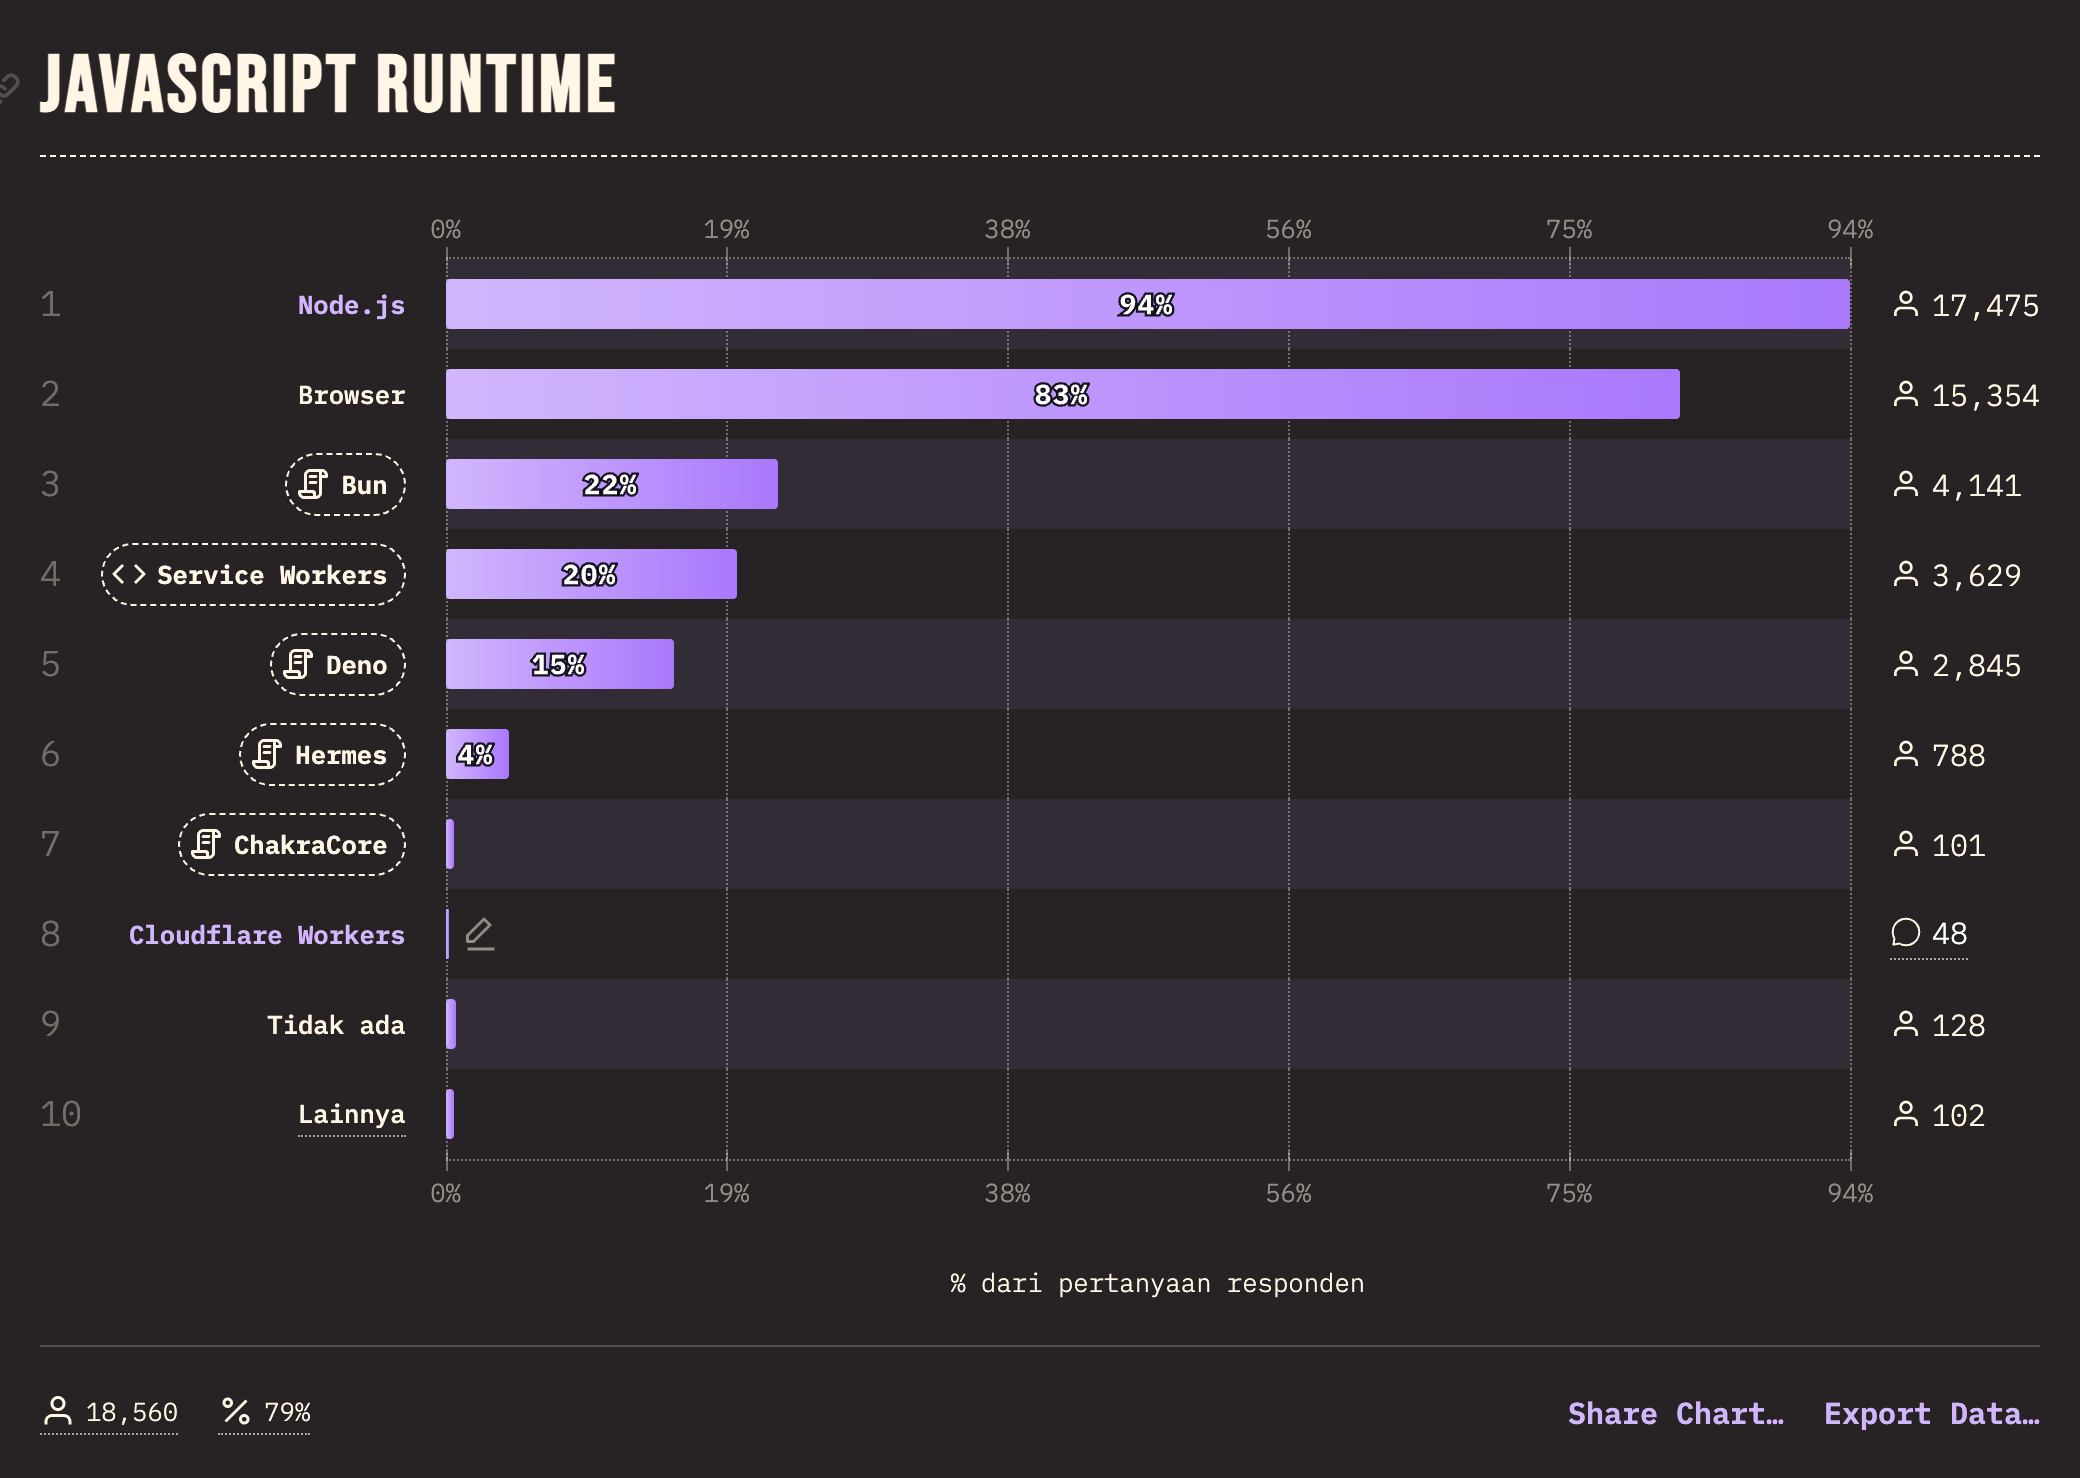 JAVASCRIPT RUNTIME
0% 19% 38% 56% 75% 94%
1 Node.js 94% 17,475
2 Browser 83% 15,354
3 Bun 22% 4,141
4 Service Workers 20% 3,629
5 Deno 15% 2,845
6 Hermes 4% 788
7 ChakraCore 101
8 Cloudflare Workers 48
9 Tidak ada 128
10 Lainnya 102
0% 19% 38% 56% 75% 94%
% dari pertanyaan responden
18,560 79% Share Chart… Export Data…